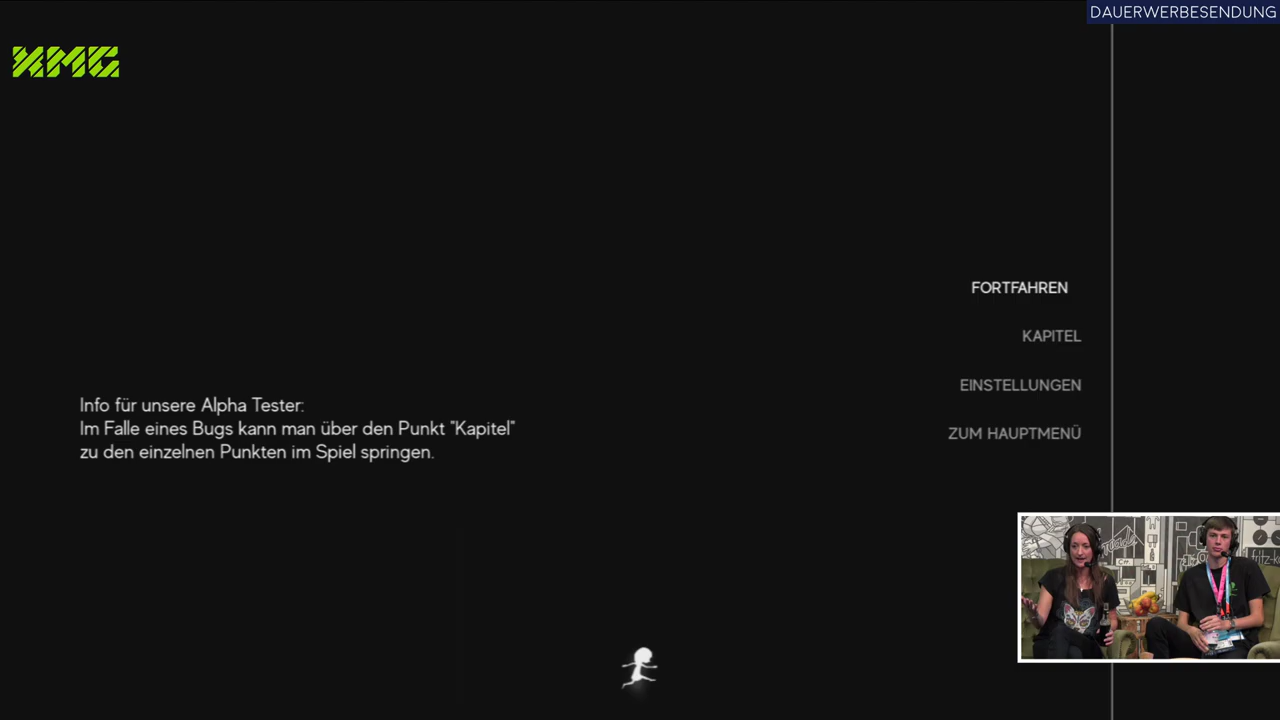 DAUERWERBESENDUNG
XMG
FORTFAHREN
KAPITEL
EINSTELLUNGEN
ZUM HAUPTMENÜ
Info für unsere Alpha Tester:
Im Falle eines Bugs kann man über den Punkt "Kapitel"
zu den einzelnen Punkten im Spiel springen.